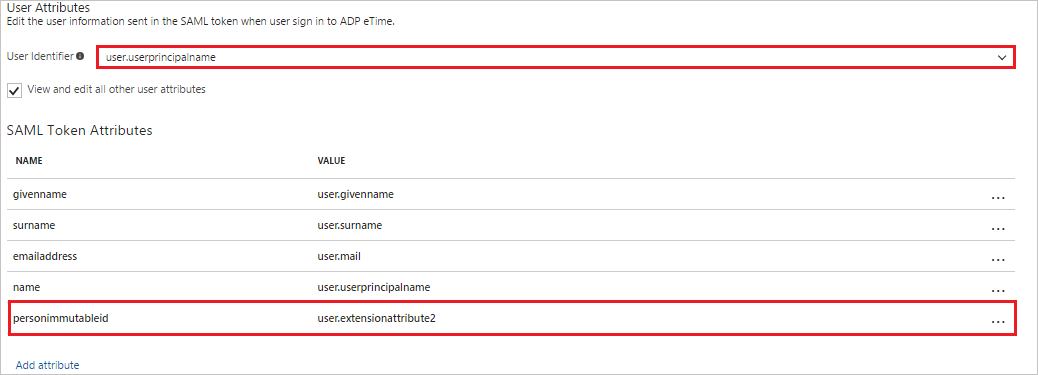 User Attributes
Edit the user information sent in the SAML token when user sign in to ADP eTime.
User Identifier user.userprincipalname
View and edit all other user attributes
SAML Token Attributes
NAME VALUE
givenname user.givenname ...
surname user.surname ...
emailaddress user.mail ...
name user.userprincipalname ...
personimmutableid user.extensionattribute2 ...
Add attribute